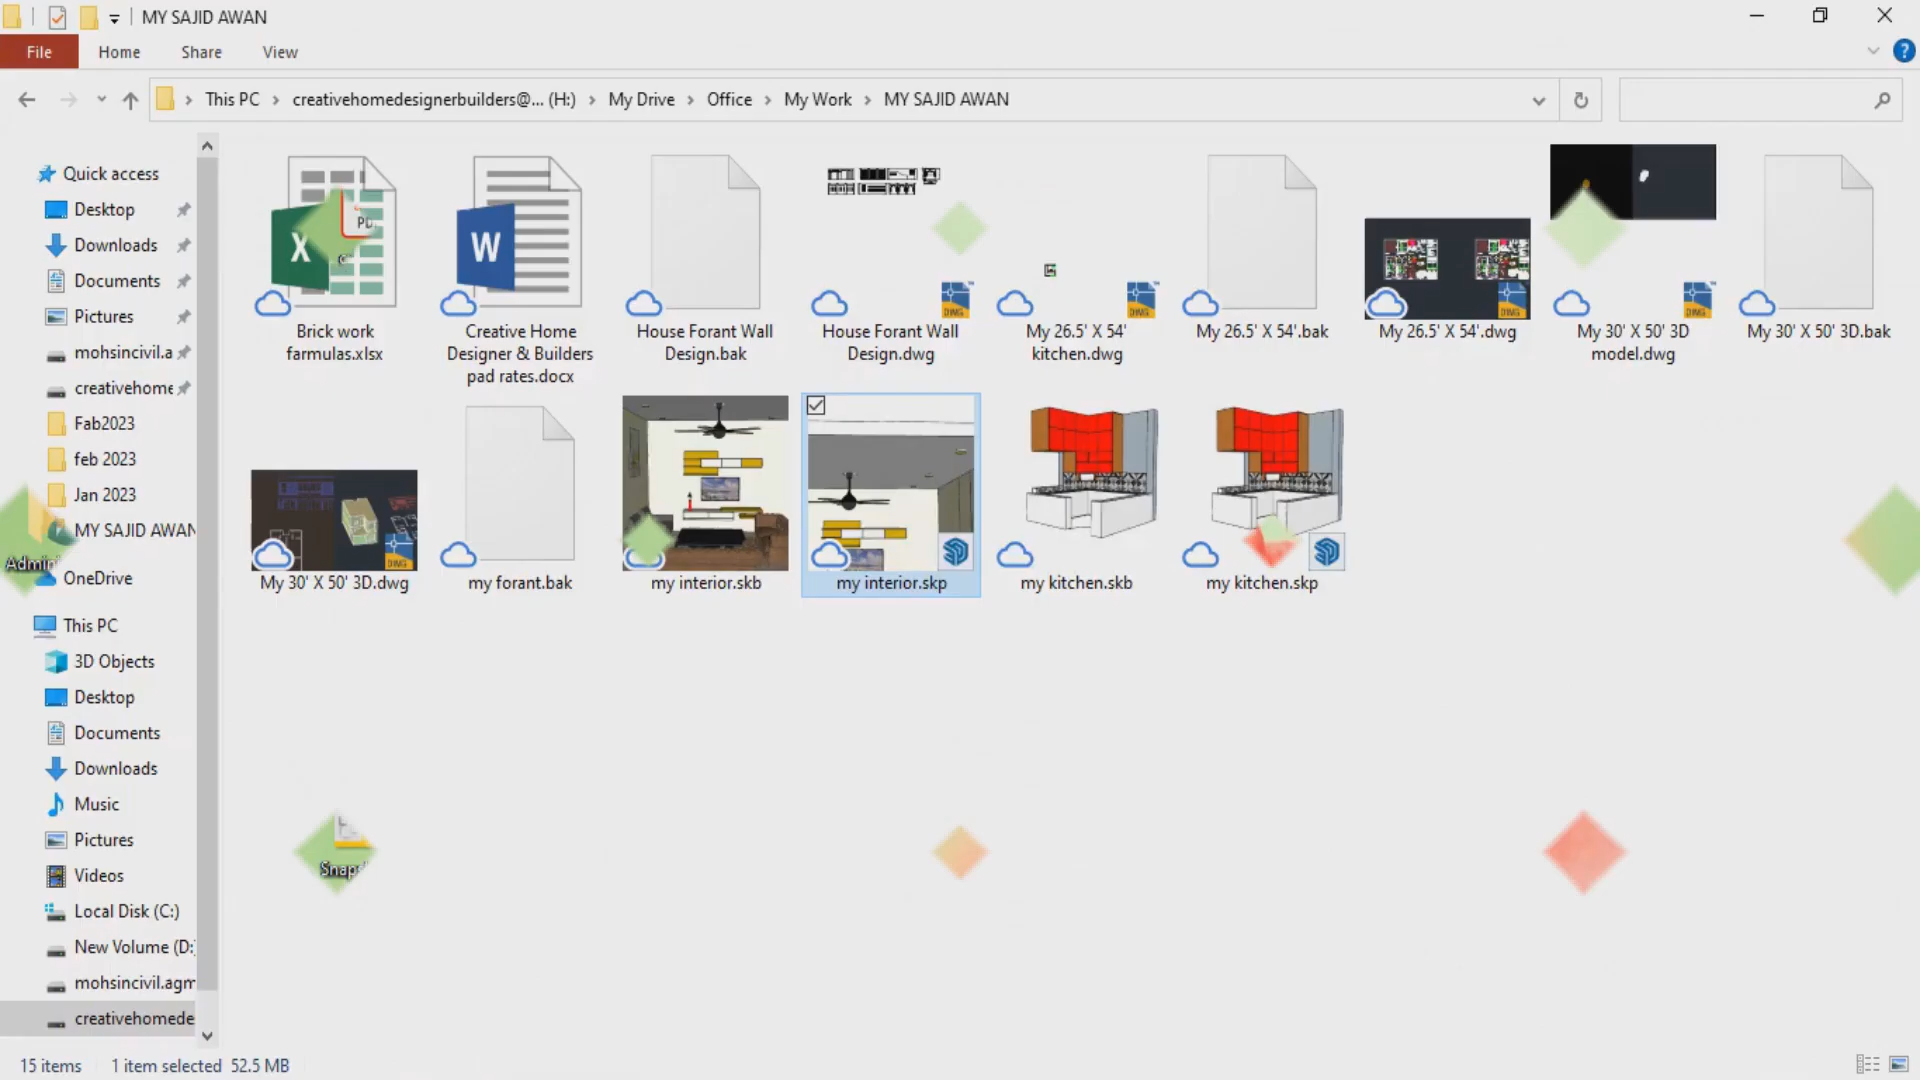 MY SAJID AWAN
File
Home
Share
View
This PC
creativehomedesignerbuilders@... (H:)
My Drive
Office
My Work
MY SAJID AWAN
Quick access
Desktop
Downloads
Documents
Pictures
mohsincivil.a
creativehome
Fab2023
feb 2023
Jan 2023
MY SAJID AWAN
Admin
OneDrive
This PC
3D Objects
Desktop
Documents
Downloads
Music
Pictures
Videos
Local Disk (C:)
New Volume (D:)
mohsincivil.agm
creativehomede
Brick work
farmulas.xlsx
Creative Home
Designer & Builders
pad rates.docx
House Forant Wall
Design.bak
House Forant Wall
Design.dwg
My 26.5' X 54'
kitchen.dwg
My 26.5' X 54'.bak
My 26.5' X 54'.dwg
My 30' X 50' 3D
model.dwg
My 30' X 50' 3D.bak
My 30' X 50' 3D.dwg
my forant.bak
my interior.skb
my interior.skp
my kitchen.skb
my kitchen.skp
Snap
15 items
1 item selected 52.5 MB